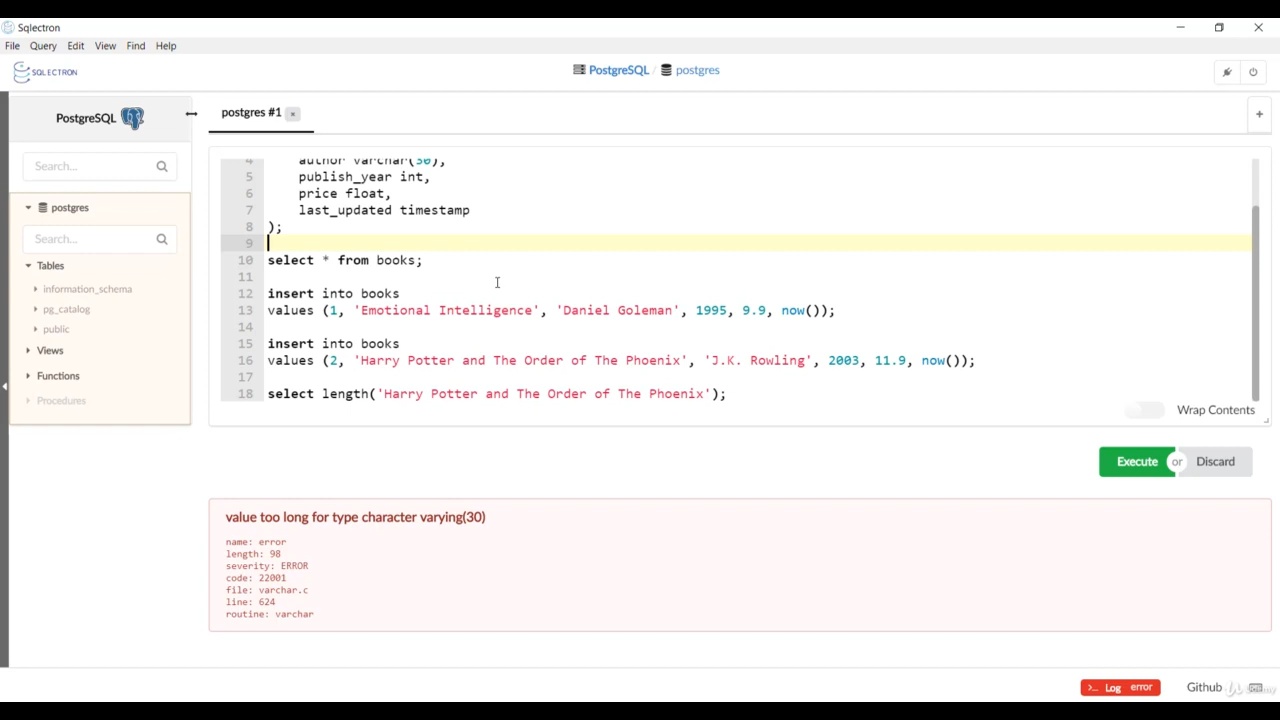 Sqlectron
File Query Edit View Find Help
SQLECTRON
PostgreSQL / postgres
PostgreSQL
postgres #1 ×
+
Search...
postgres
Search...
Tables
information_schema
pg_catalog
public
Views
Functions
Procedures
4 author varchar(30),
5 publish_year int,
6 price float,
7 last_updated timestamp
8 );
9
10 select * from books;
11
12 insert into books
13 values (1, 'Emotional Intelligence', 'Daniel Goleman', 1995, 9.9, now());
14
15 insert into books
16 values (2, 'Harry Potter and The Order of The Phoenix', 'J.K. Rowling', 2003, 11.9, now());
17
18 select length('Harry Potter and The Order of The Phoenix');
Wrap Contents
Execute or Discard
value too long for type character varying(30)
name: error
length: 98
severity: ERROR
code: 22001
file: varchar.c
line: 624
routine: varchar
>_ Log error
Github
Udemy